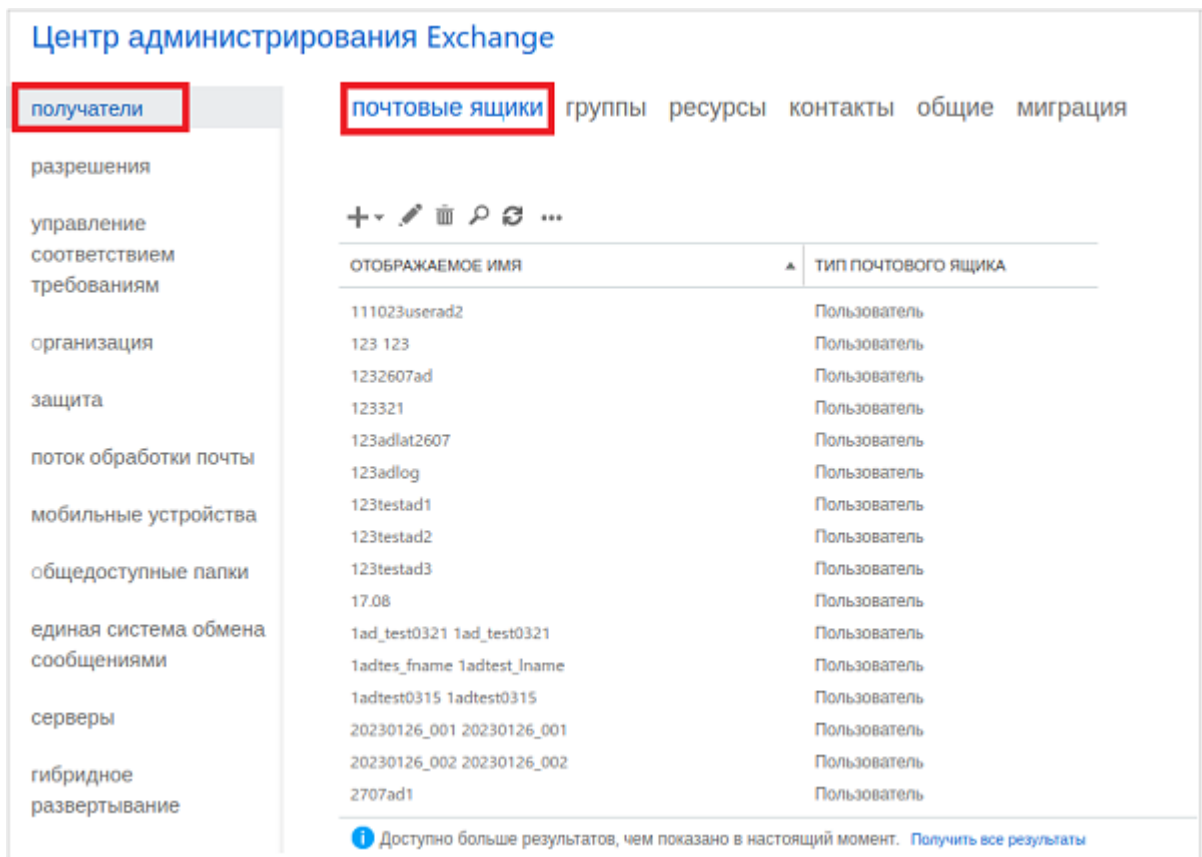 Центр администрирования Exchange
получатели
разрешения
управление
соответствием
требованиям
организация
защита
поток обработки почты
мобильные устройства
общедоступные папки
единая система обмена
сообщениями
серверы
гибридное
развертывание
почтовые ящики группы ресурсы контакты общие миграция
ОТОБРАЖАЕМОЕ ИМЯ ТИП ПОЧТОВОГО ЯЩИКА
111023userad2 Пользователь
123 123 Пользователь
1232607ad Пользователь
123321 Пользователь
123adlat2607 Пользователь
123adlog Пользователь
123testad1 Пользователь
123testad2 Пользователь
123testad3 Пользователь
17.08 Пользователь
1ad_test0321 1ad_test0321 Пользователь
1adtes_fname 1adtest_lname Пользователь
1adtest0315 1adtest0315 Пользователь
20230126_001 20230126_001 Пользователь
20230126_002 20230126_002 Пользователь
2707ad1 Пользователь
Доступно больше результатов, чем показано в настоящий момент. Получить все результаты